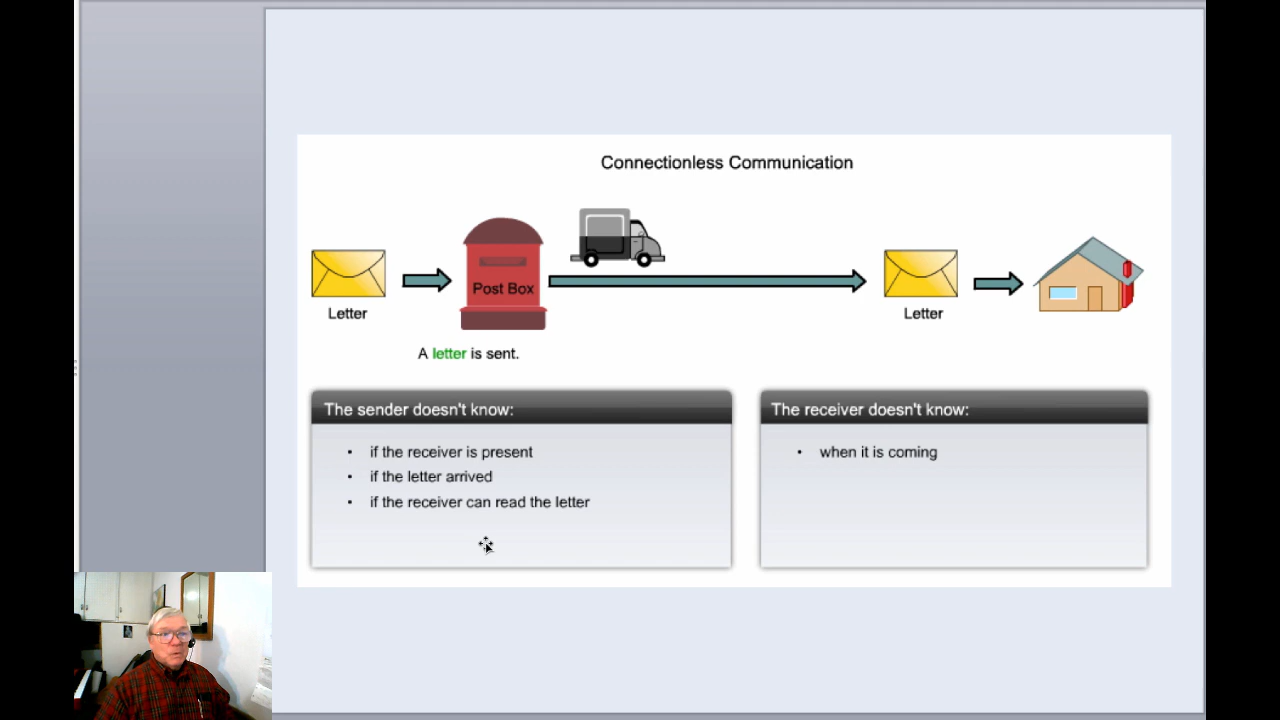 Connectionless Communication
Post Box
Letter
Letter
A letter is sent.
The sender doesn't know:
• if the receiver is present
• if the letter arrived
• if the receiver can read the letter
The receiver doesn't know:
• when it is coming